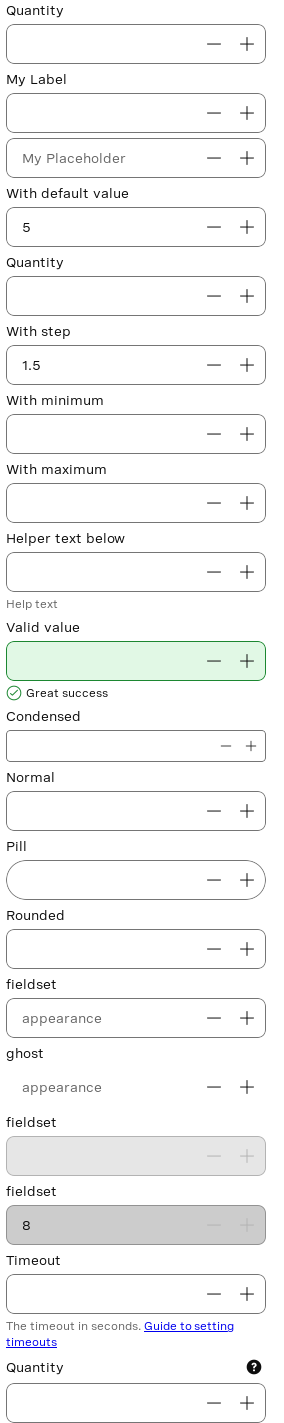 Quantity
My Label
My Placeholder
With default value
5
Quantity
With step
1.5
With minimum
With maximum
Helper text below
Help text
Valid value
Great success
Condensed
Normal
Pill
Rounded
fieldset
appearance
ghost
appearance
fieldset
fieldset
8
Timeout
The timeout in seconds. Guide to setting
timeouts
Quantity ?